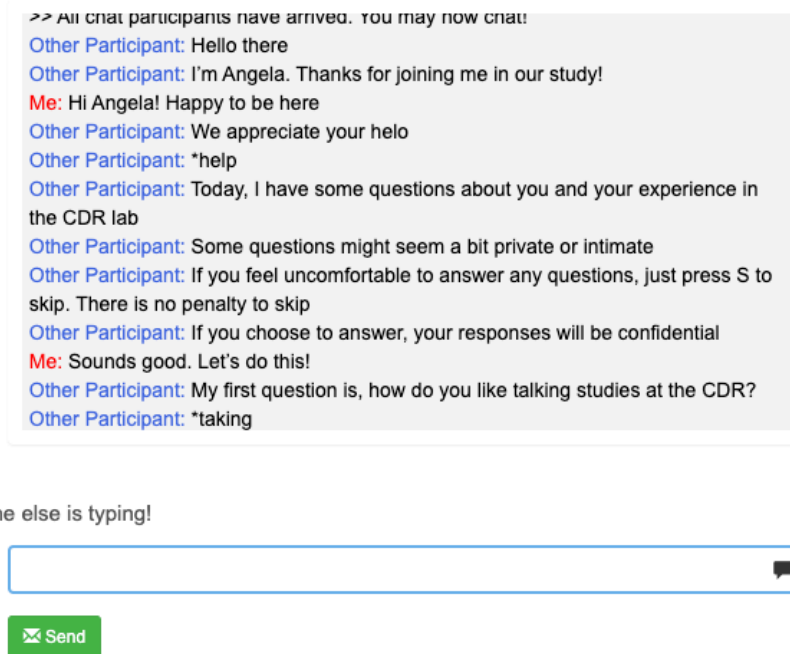 >> All chat participants have arrived. You may now chat!
Other Participant: Hello there
Other Participant: I'm Angela. Thanks for joining me in our study!
Me: Hi Angela! Happy to be here
Other Participant: We appreciate your helo
Other Participant: *help
Other Participant: Today, I have some questions about you and your experience in
the CDR lab
Other Participant: Some questions might seem a bit private or intimate
Other Participant: If you feel uncomfortable to answer any questions, just press S to
skip. There is no penalty to skip
Other Participant: If you choose to answer, your responses will be confidential
Me: Sounds good. Let's do this!
Other Participant: My first question is, how do you like talking studies at the CDR?
Other Participant: *taking
ne else is typing!
Send